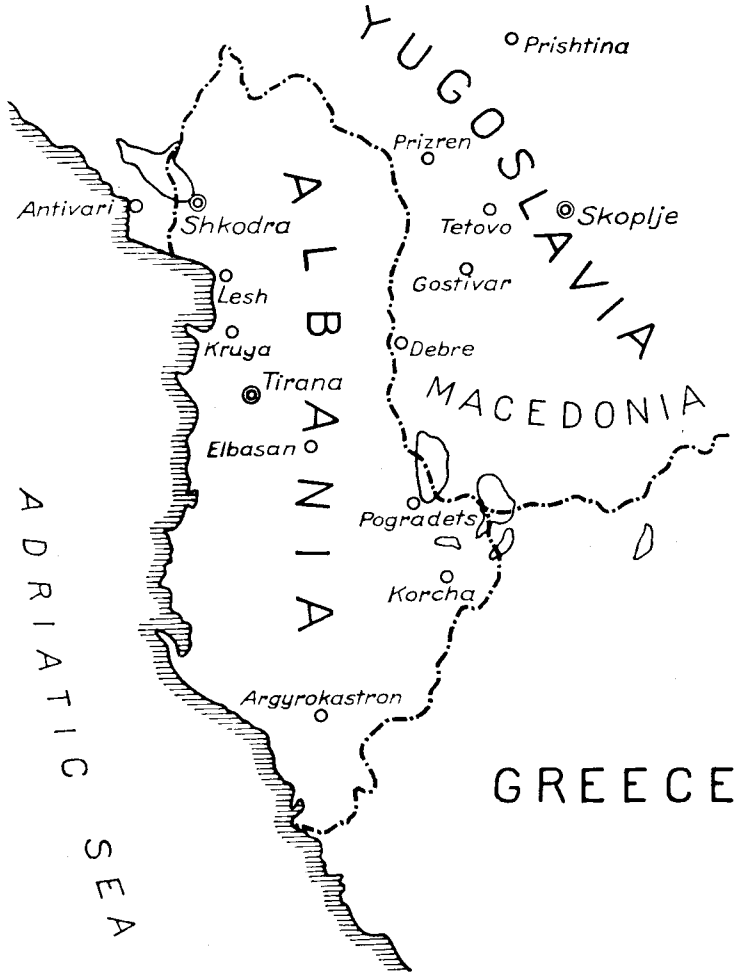 YUGOSLAVIA
Prishtina
Prizren
ALBANIA
Antivari
Shkodra
Tetovo
Skoplje
Gostivar
Lesh
Kruya
Debre
Tirana
MACEDONIA
Elbasan
Pogradets
ADRIATIC SEA
Korcha
Argyrokastron
GREECE